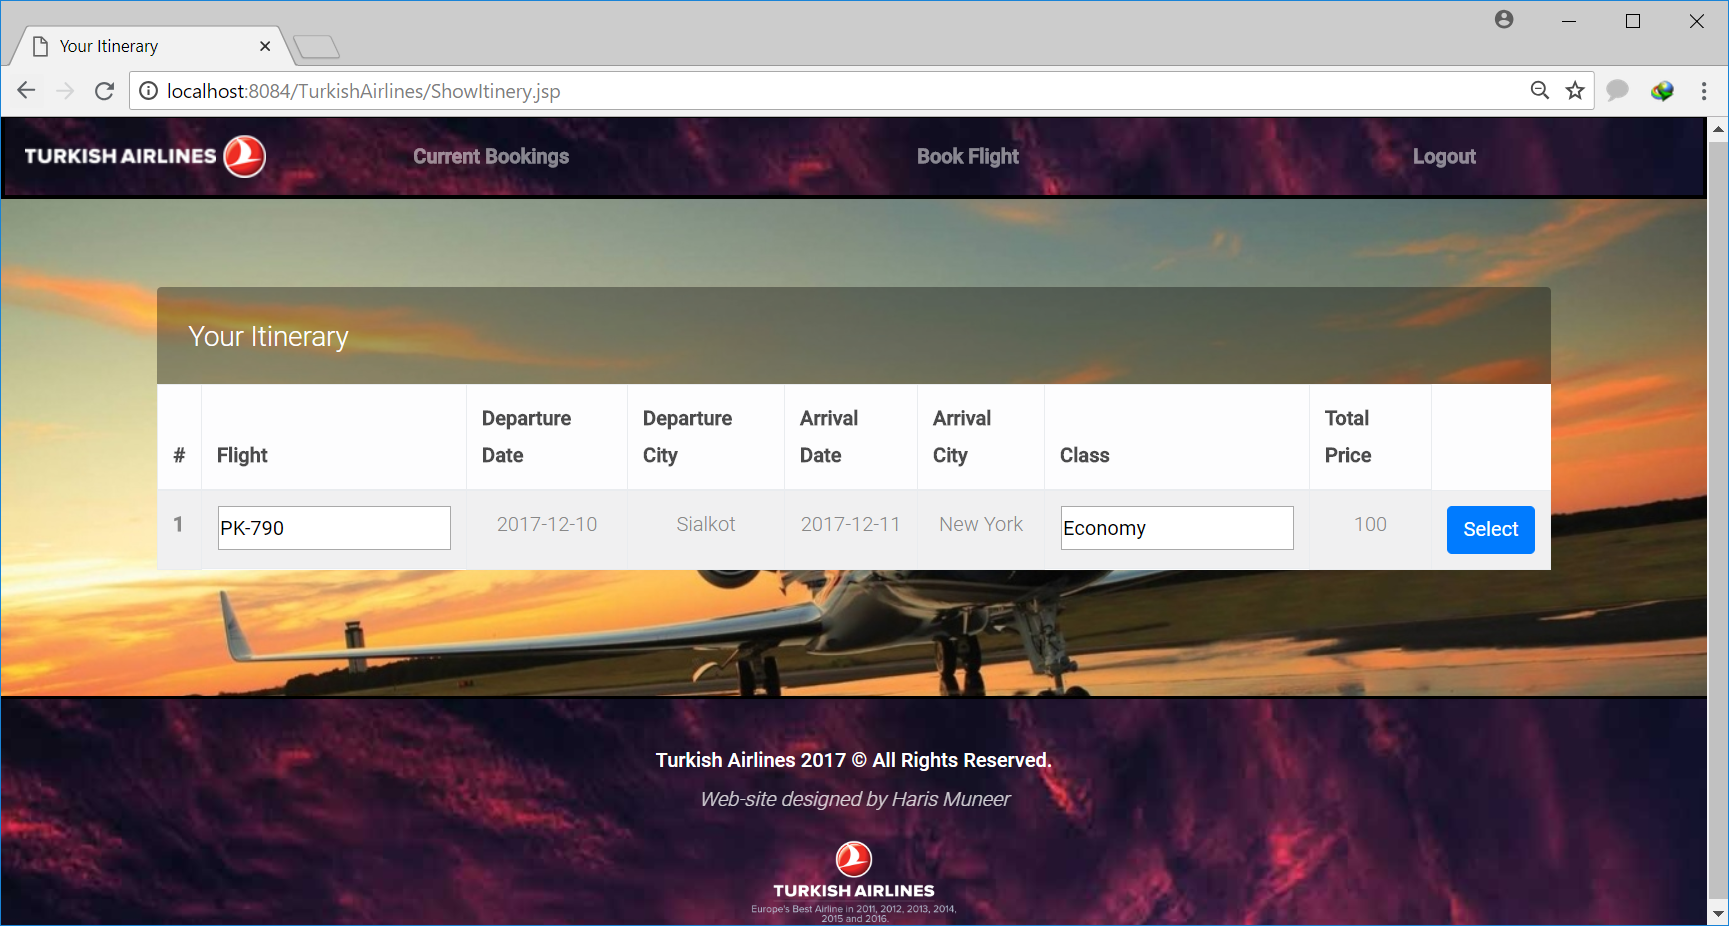 Your Itinerary
localhost:8084/TurkishAirlines/ShowItinery.jsp
TURKISH AIRLINES
Current Bookings
Book Flight
Logout
Your Itinerary
# Flight Departure Date Departure City Arrival Date Arrival City Class Total Price
1 PK-790 2017-12-10 Sialkot 2017-12-11 New York Economy 100 Select
Turkish Airlines 2017 © All Rights Reserved.
Web-site designed by Haris Muneer
TURKISH AIRLINES
Europe's Best Airline in 2011, 2012, 2013, 2014,
2015 and 2016.